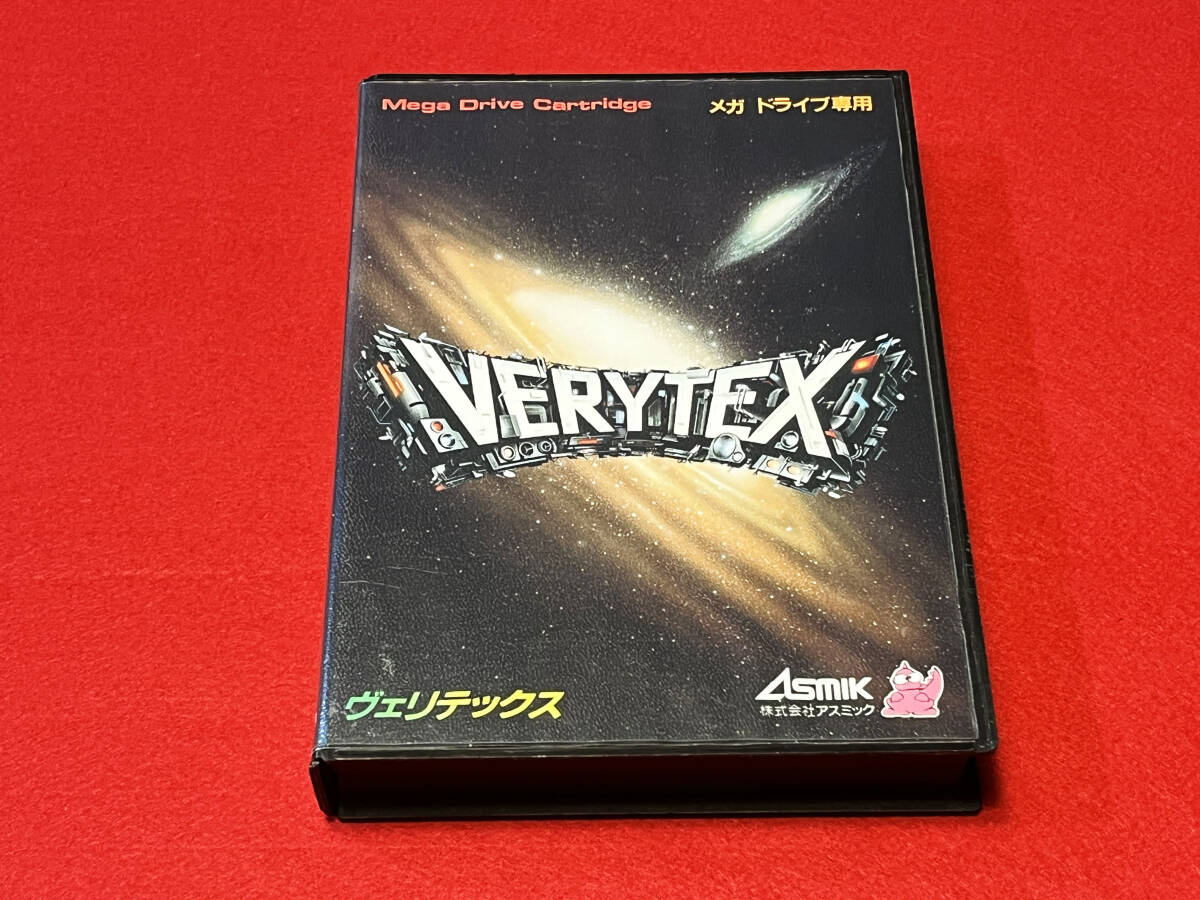 Mega Drive Cartridge
メガ ドライブ専用
VERYTEX
ヴェリテックス
ASMIK
株式会社アスミック